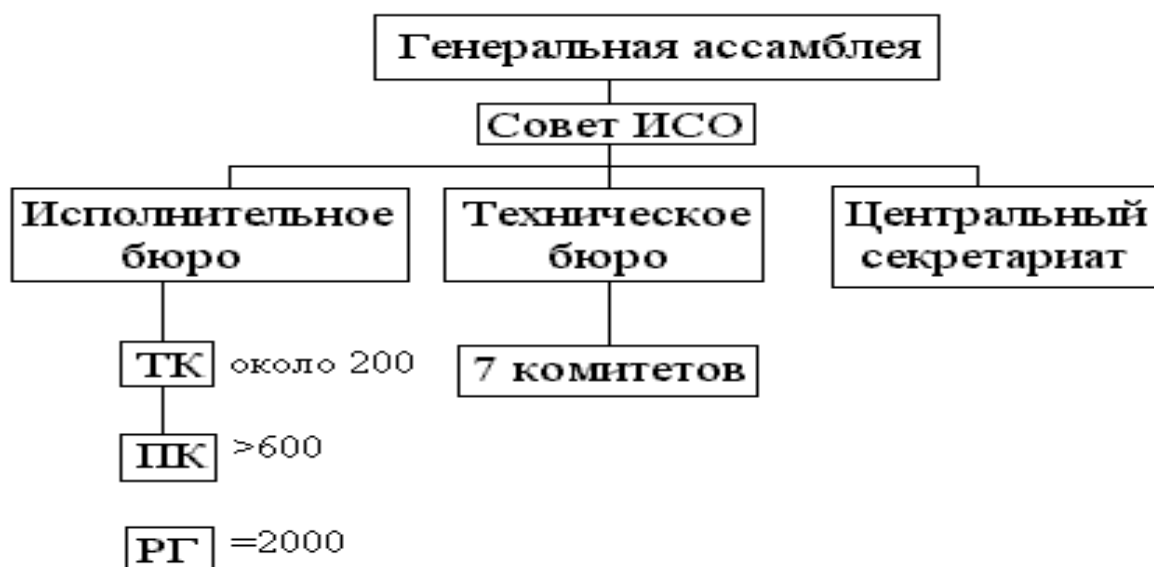 Генеральная ассамблея
Совет ИСО
Исполнительное
бюро
Техническое
бюро
Центральный
секретариат
ТК около 200
7 комитетов
ПК >600
РГ =2000